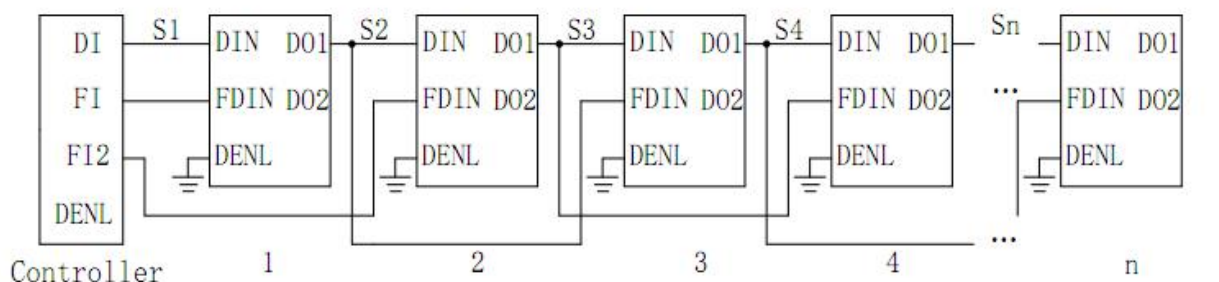 S1 S2 S3 S4 Sn
DI DIN DO1 DIN DO1 DIN DO1 DIN DO1 DIN DO1
FI FDIN DO2 FDIN DO2 FDIN DO2 FDIN DO2 ... FDIN DO2
FI2 DENL DENL DENL DENL DENL
DENL
...
Controller 1 2 3 4 n